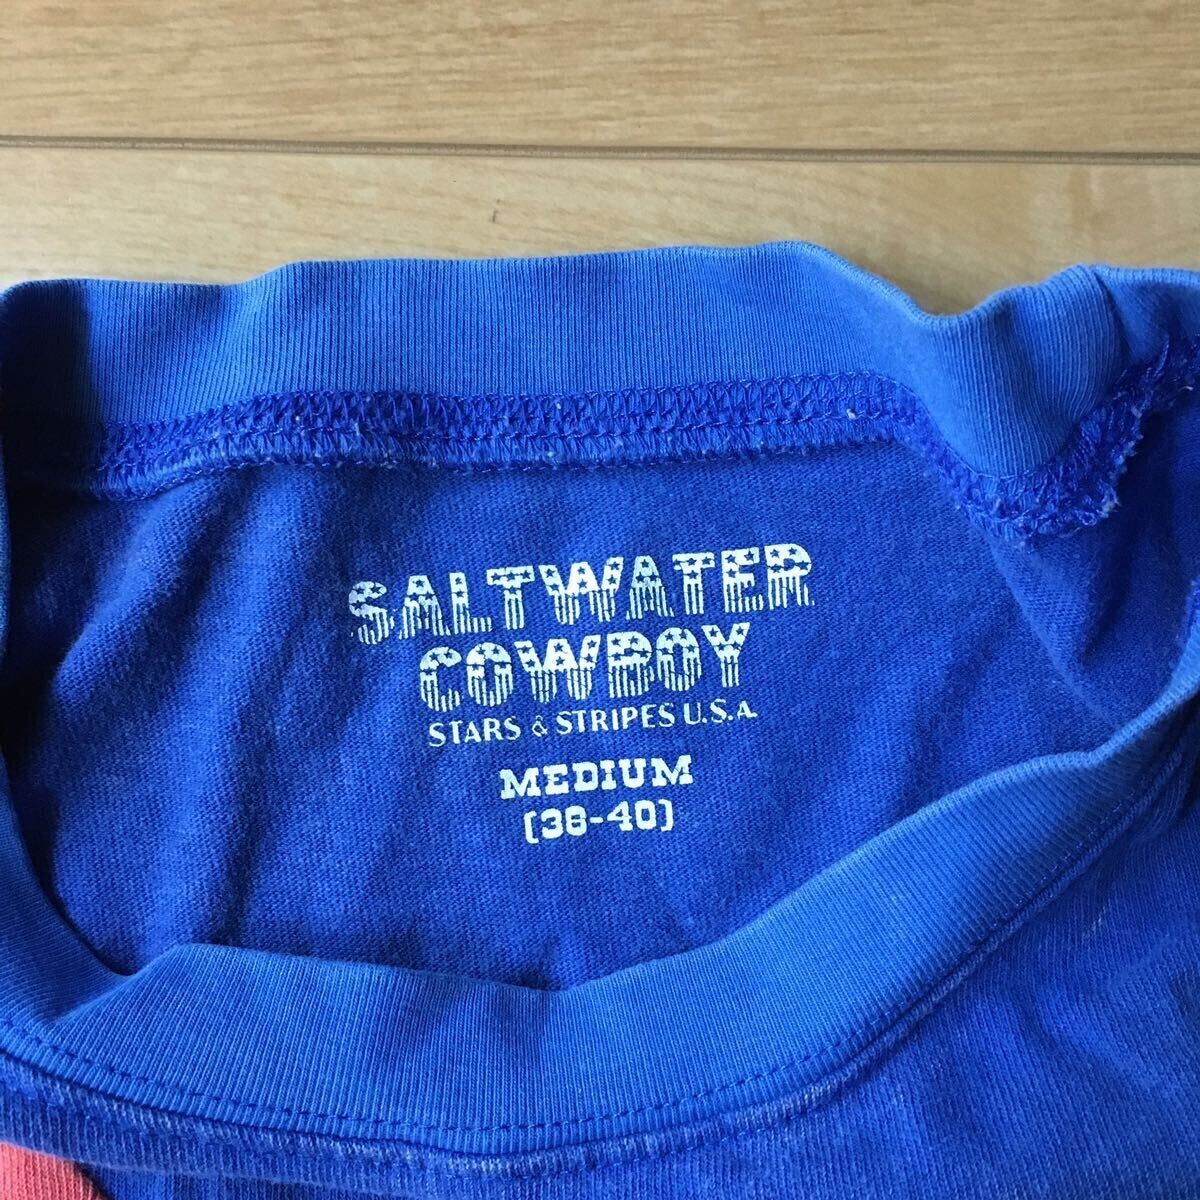 SALTWATER
COWBOY
STARS & STRIPES U.S.A.
MEDIUM
(38-40)